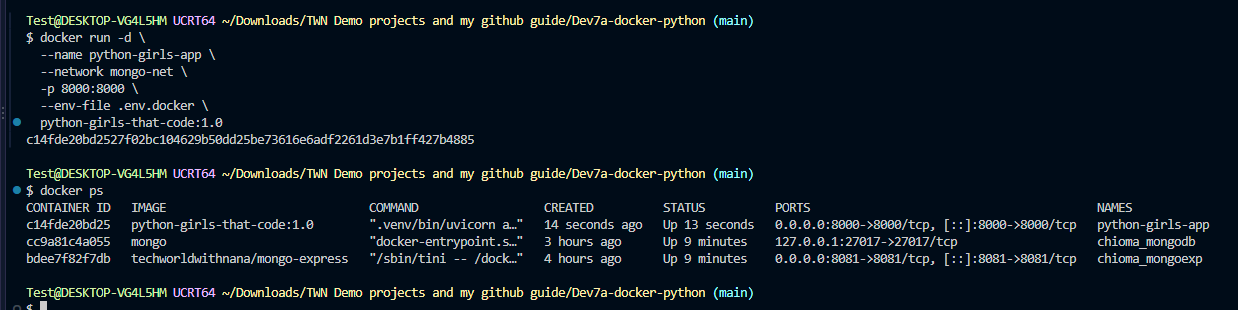 Test@DESKTOP-VG4L5HM UCRT64 ~/Downloads/TWN Demo projects and my github guide/Dev7a-docker-python (main)
$ docker run -d \
  --name python-girls-app \
  --network mongo-net \
  -p 8000:8000 \
  --env-file .env.docker \
  python-girls-that-code:1.0
c14fde20bd2527f02bc104629b50dd25be73616e6adf2261d3e7b1ff427b4885
Test@DESKTOP-VG4L5HM UCRT64 ~/Downloads/TWN Demo projects and my github guide/Dev7a-docker-python (main)
$ docker ps
CONTAINER ID   IMAGE                            COMMAND                  CREATED          STATUS          PORTS                                         NAMES
c14fde20bd25   python-girls-that-code:1.0       ".venv/bin/uvicorn a…"   14 seconds ago   Up 13 seconds   0.0.0.0:8000->8000/tcp, [::]:8000->8000/tcp   python-girls-app
cc9a81c4a055   mongo                            "docker-entrypoint.s…"   3 hours ago      Up 9 minutes    127.0.0.1:27017->27017/tcp                    chioma_mongodb
bdee7f82f7db   techworldwithnana/mongo-express   "/sbin/tini -- /dock…"   4 hours ago      Up 9 minutes    0.0.0.0:8081->8081/tcp, [::]:8081->8081/tcp   chioma_mongoexp
Test@DESKTOP-VG4L5HM UCRT64 ~/Downloads/TWN Demo projects and my github guide/Dev7a-docker-python (main)
$